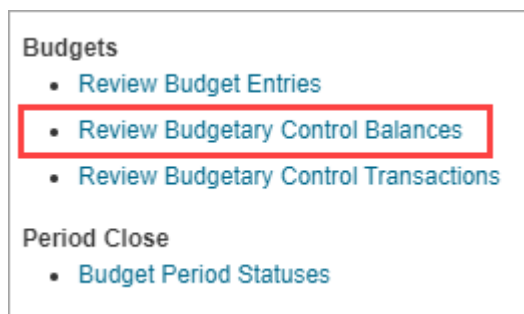 Budgets
• Review Budget Entries
• Review Budgetary Control Balances
• Review Budgetary Control Transactions
Period Close
• Budget Period Statuses